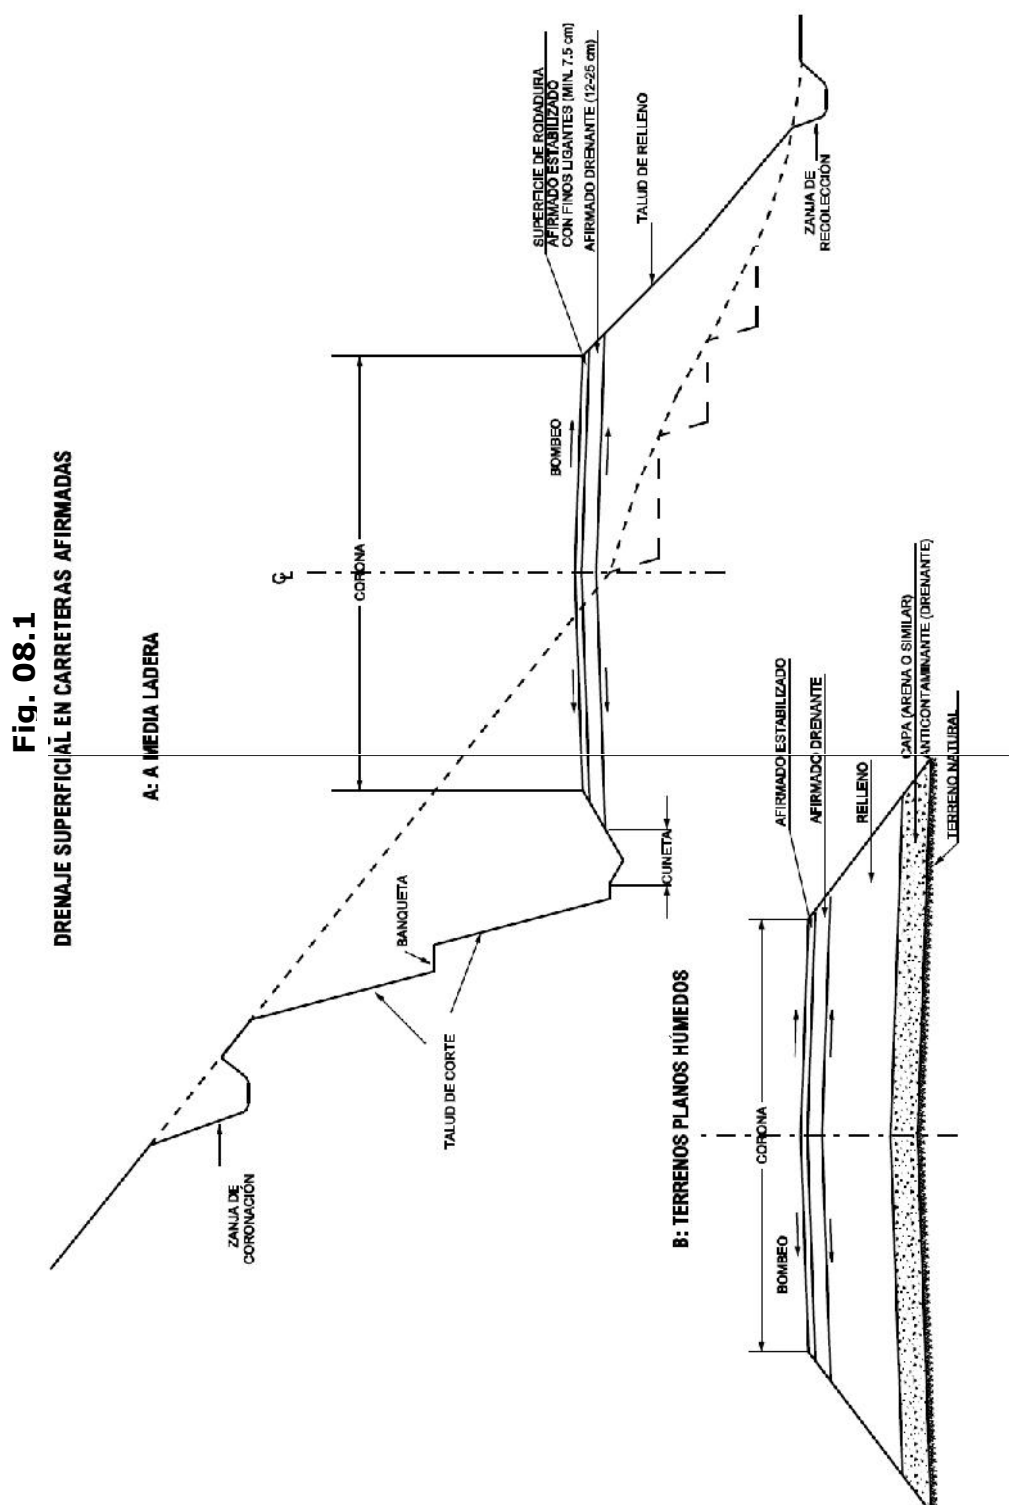 Fig. 08.1
DRENAJE SUPERFICIAL EN CARRETERAS AFIRMADAS
A: A MEDIA LADERA
ZANJA DE
CORONACIÓN
TALUD DE CORTE
BANQUETA
CUNETA
CORONA
CL
BOMBEO
SUPERFICIE DE RODADURA
AFIRMADO ESTABILIZADO
CON FINOS LIGANTES (MIN. 7.5 cm)
AFIRMADO DRENANTE (12-25 cm)
TALUD DE RELLENO
ZANJA DE
RECOLECCIÓN
B: TERRENOS PLANOS HÚMEDOS
CORONA
BOMBEO
AFIRMADO ESTABILIZADO
AFIRMADO DRENANTE
RELLENO
CAPA (ARENA O SIMILAR)
ANTICONTAMINANTE (DRENANTE)
TERRENO NATURAL